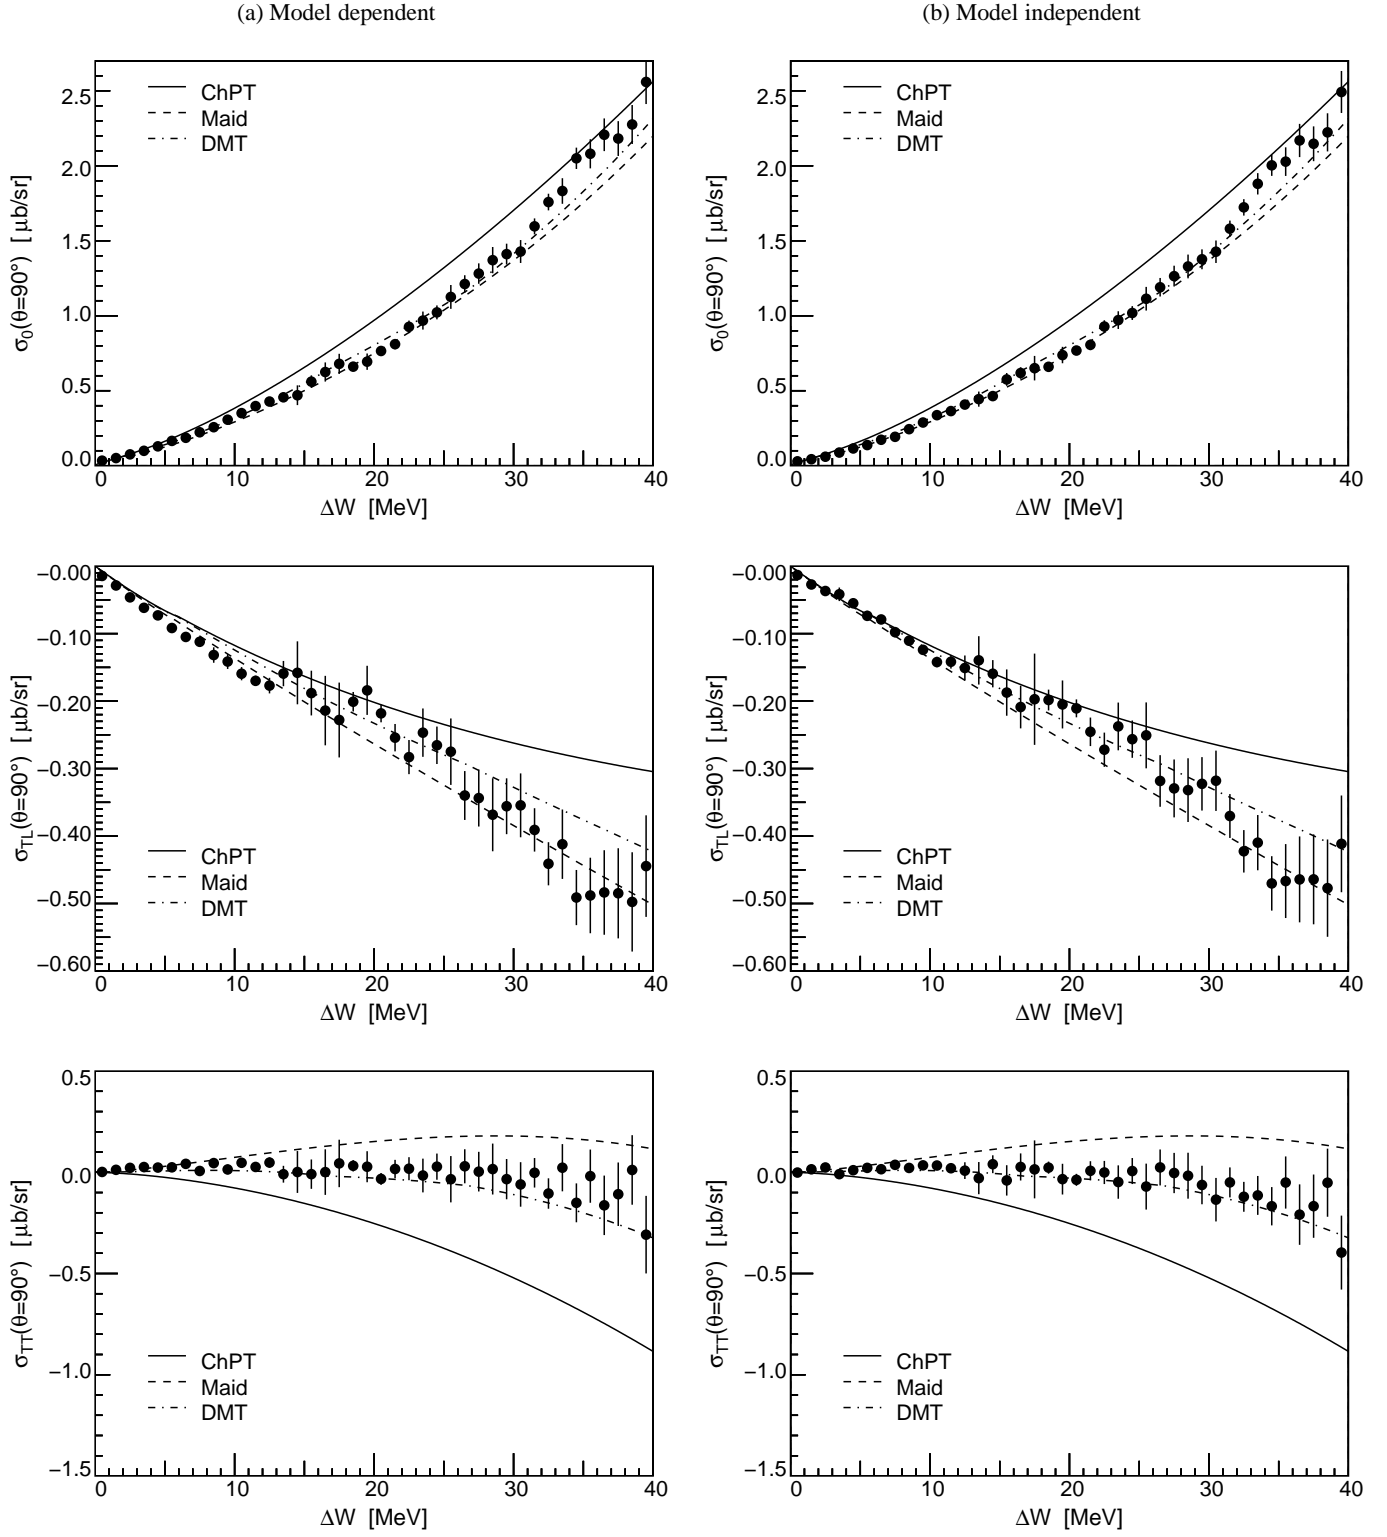 (a) Model dependent
(b) Model independent
σ0(θ=90°) [μb/sr]
2.5
2.0
1.5
1.0
0.5
0.0
ChPT
Maid
DMT
0 10 20 30 40
ΔW [MeV]
σ0(θ=90°) [μb/sr]
2.5
2.0
1.5
1.0
0.5
0.0
ChPT
Maid
DMT
0 10 20 30 40
ΔW [MeV]
σTL(θ=90°) [μb/sr]
−0.00
−0.10
−0.20
−0.30
−0.40
−0.50
−0.60
ChPT
Maid
DMT
0 10 20 30 40
ΔW [MeV]
σTL(θ=90°) [μb/sr]
−0.00
−0.10
−0.20
−0.30
−0.40
−0.50
−0.60
ChPT
Maid
DMT
0 10 20 30 40
ΔW [MeV]
σTT(θ=90°) [μb/sr]
0.5
0.0
−0.5
−1.0
−1.5
ChPT
Maid
DMT
0 10 20 30 40
ΔW [MeV]
σTT(θ=90°) [μb/sr]
0.5
0.0
−0.5
−1.0
−1.5
ChPT
Maid
DMT
0 10 20 30 40
ΔW [MeV]